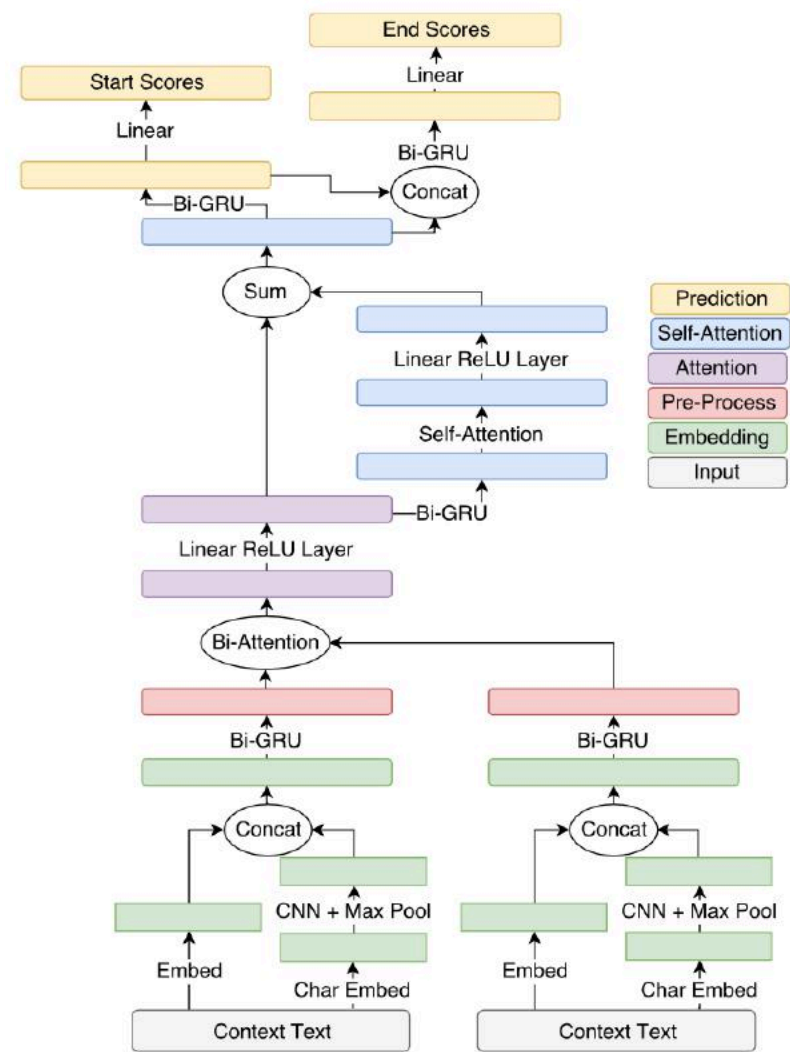 End Scores
Linear
Start Scores
Linear
Bi-GRU
Bi-GRU
Concat
Sum
Linear ReLU Layer
Self-Attention
Bi-GRU
Prediction
Self-Attention
Attention
Pre-Process
Embedding
Input
Linear ReLU Layer
Bi-Attention
Bi-GRU
Bi-GRU
Concat
Concat
CNN + Max Pool
CNN + Max Pool
Embed
Char Embed
Embed
Char Embed
Context Text
Context Text